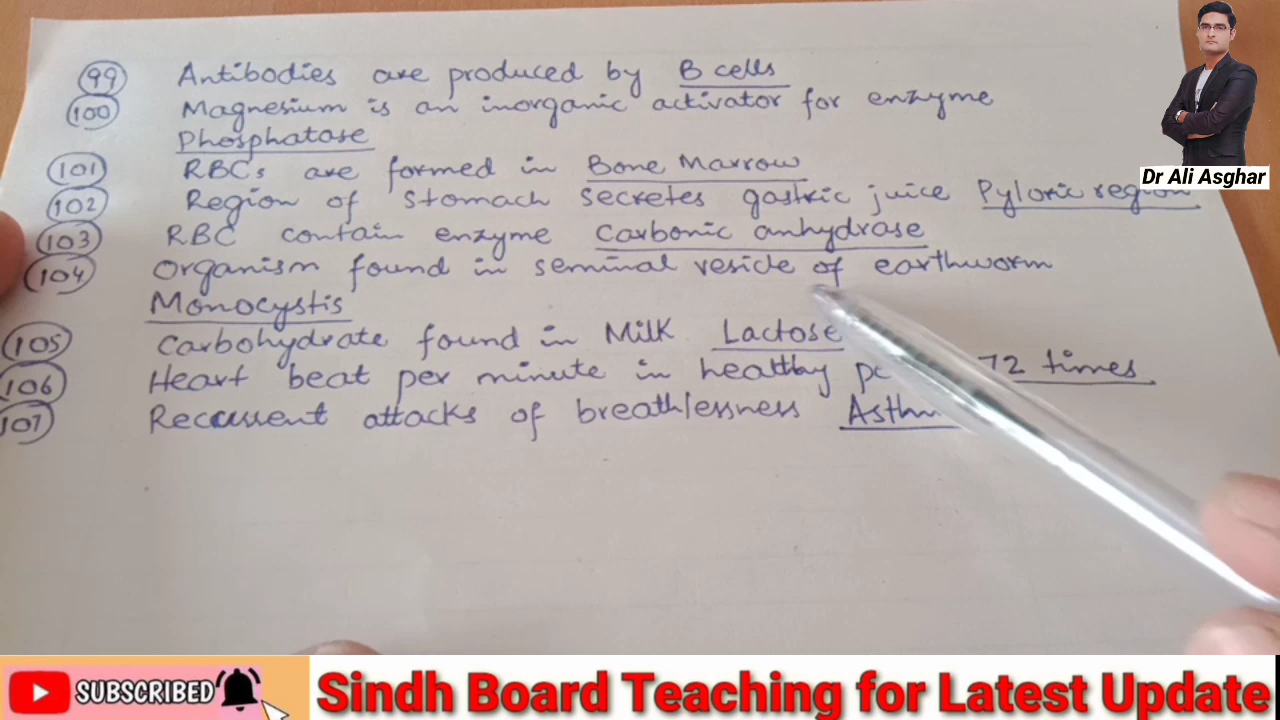 Dr Ali Asghar
99 Antibodies are produced by B cells
100 Magnesium is an inorganic activator for enzyme
Phosphatase
101 RBCs are formed in Bone Marrow
102 Region of stomach secretes gastric juice Pyloric region
103 RBC contain enzyme Carbonic anhydrase
104 Organism found in seminal vesicle of earthworm
Monocystis
105 Carbohydrate found in Milk Lactose
106 Heart beat per minute in healthy 72 times
107 Recurrent attacks of breathlessness
SUBSCRIBED
Sindh Board Teaching for Latest Update